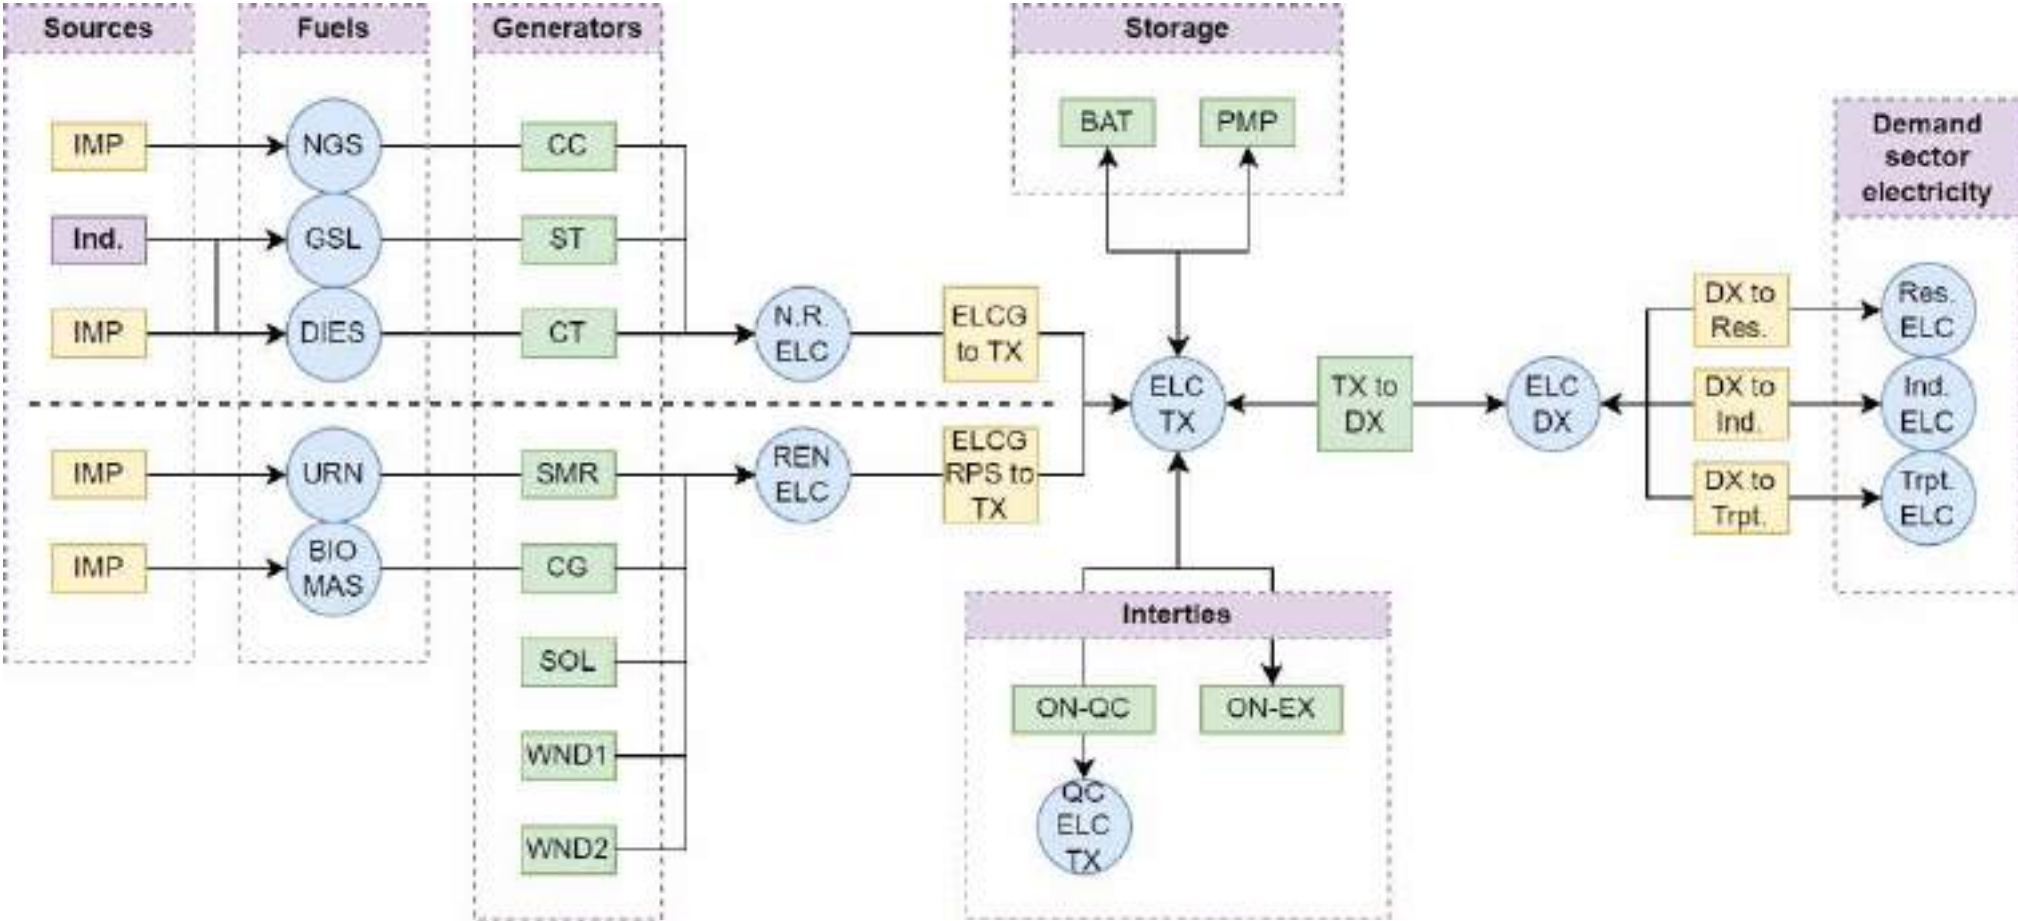 Sources
Fuels
Generators
Storage
Demand
sector
electricity
IMP
NGS
CC
BAT
PMP
Ind.
GSL
ST
IMP
DIES
CT
N.R.
ELC
ELCG
to TX
ELC
TX
TX to
DX
ELC
DX
DX to
Res.
Res.
ELC
DX to
Ind.
Ind.
ELC
DX to
Trpt.
Trpt.
ELC
IMP
URN
SMR
REN
ELC
ELCG
RPS to
TX
IMP
BIO
MAS
CG
SOL
WND1
WND2
Interties
ON-QC
ON-EX
QC
ELC
TX